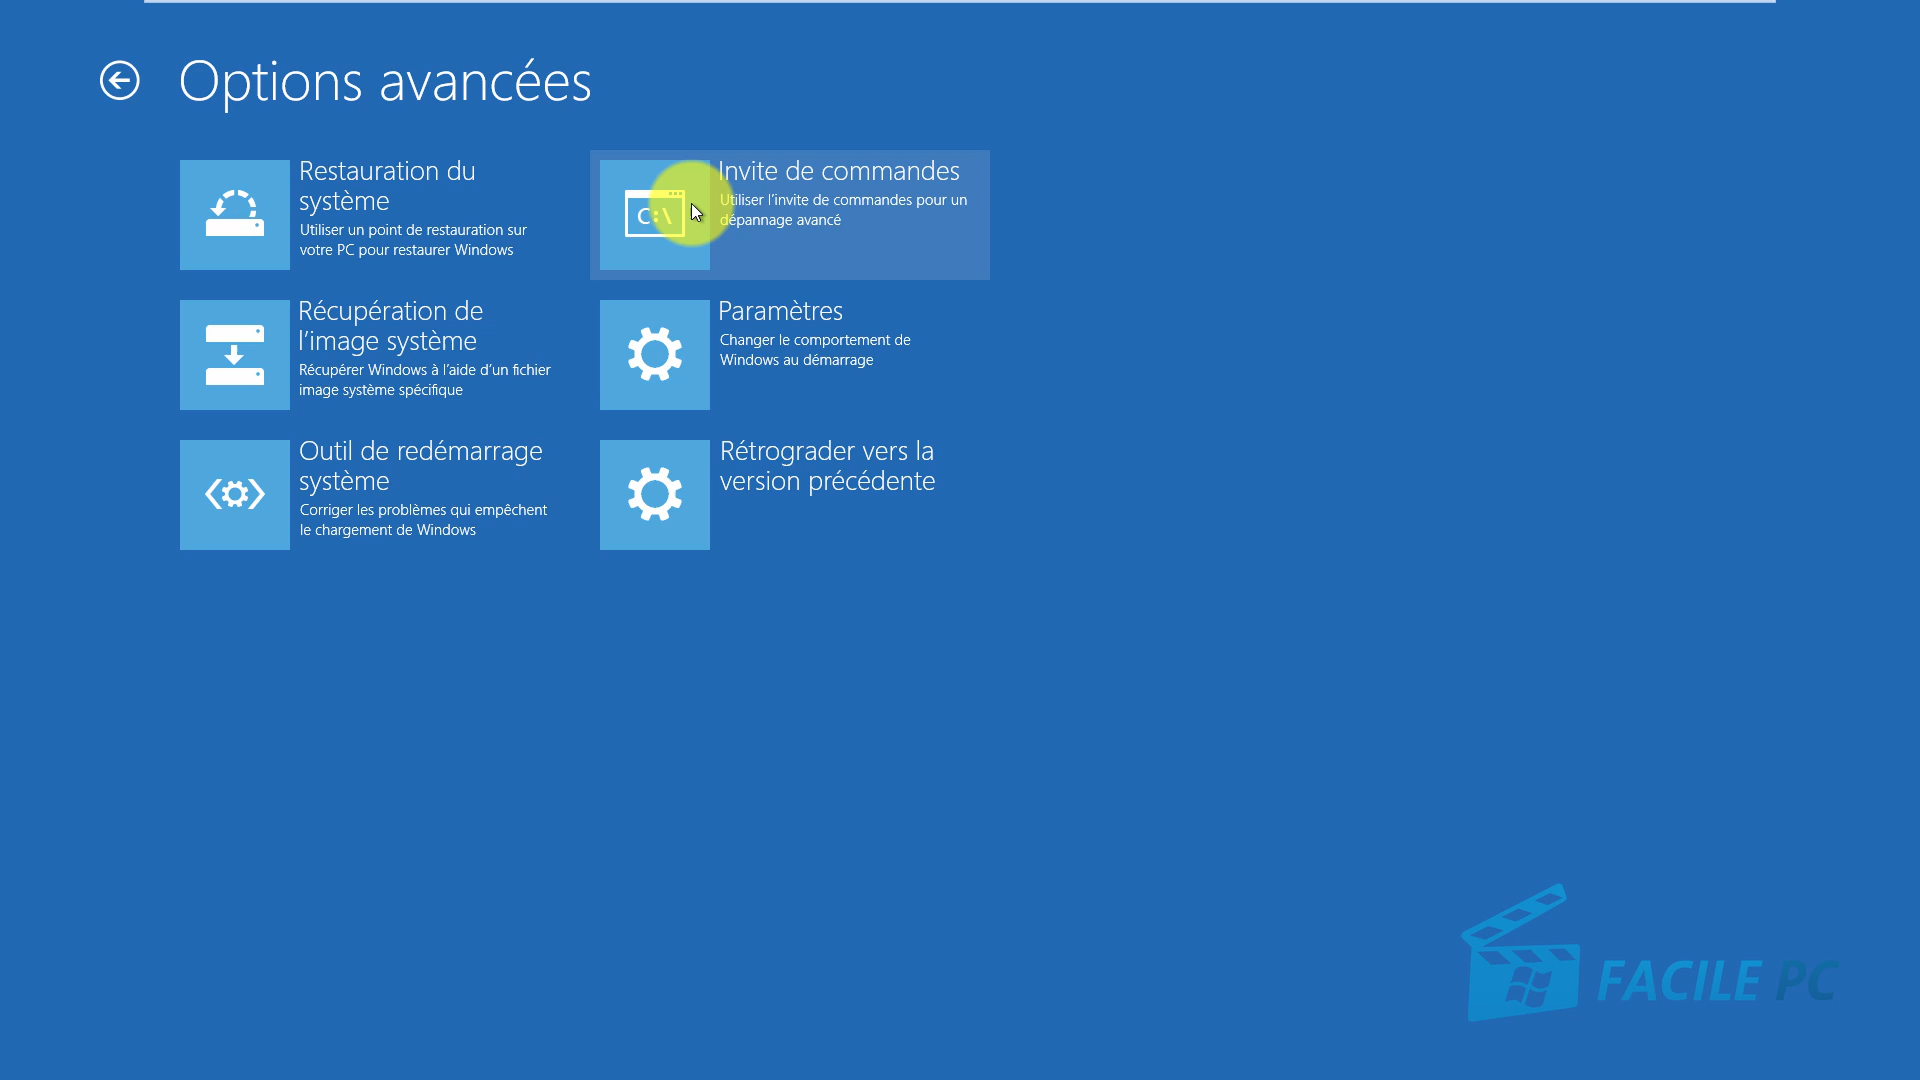 Options avancées
Restauration du
système
Utiliser un point de restauration sur
votre PC pour restaurer Windows
Invite de commandes
Utiliser l'invite de commandes pour un
dépannage avancé
C:\
Récupération de
l'image système
Récupérer Windows à l'aide d'un fichier
image système spécifique
Paramètres
Changer le comportement de
Windows au démarrage
Outil de redémarrage
système
Corriger les problèmes qui empêchent
le chargement de Windows
Rétrograder vers la
version précédente
FACILE PC